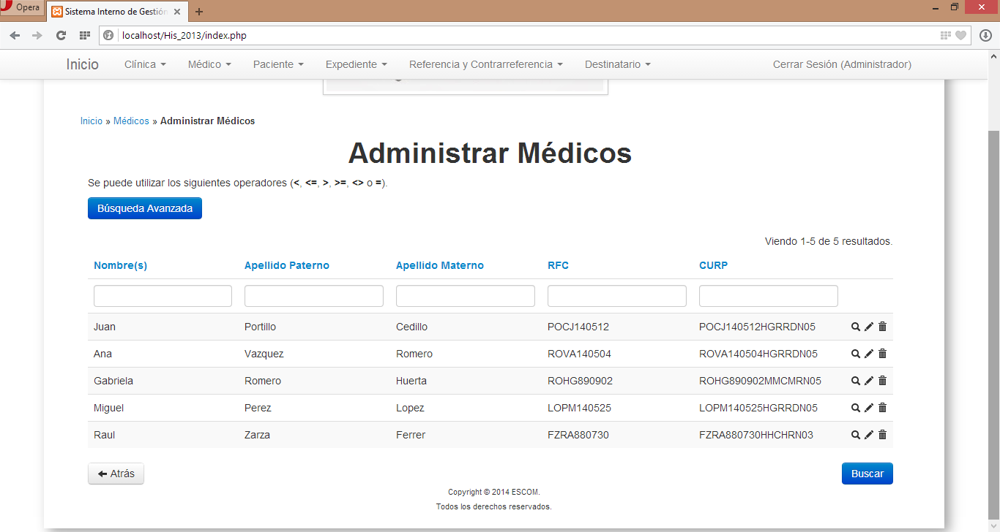 Opera
Sistema Interno de Gestión
localhost/His_2013/index.php
Inicio Clínica Médico Paciente Expediente Referencia y Contrarreferencia Destinatario Cerrar Sesión (Administrador)
Inicio » Médicos » Administrar Médicos
Administrar Médicos
Se puede utilizar los siguientes operadores (<, <=, >, >=, <> o =).
Búsqueda Avanzada
Viendo 1-5 de 5 resultados.
Nombre(s) Apellido Paterno Apellido Materno RFC CURP
Juan Portillo Cedillo POCJ140512 POCJ140512HGRRDN05
Ana Vazquez Romero ROVA140504 ROVA140504HGRRDN05
Gabriela Romero Huerta ROHG890902 ROHG890902MMCMRN05
Miguel Perez Lopez LOPM140525 LOPM140525HGRRDN05
Raul Zarza Ferrer FZRA880730 FZRA880730HHCHRN03
Atrás Buscar
Copyright © 2014 ESCOM.
Todos los derechos reservados.